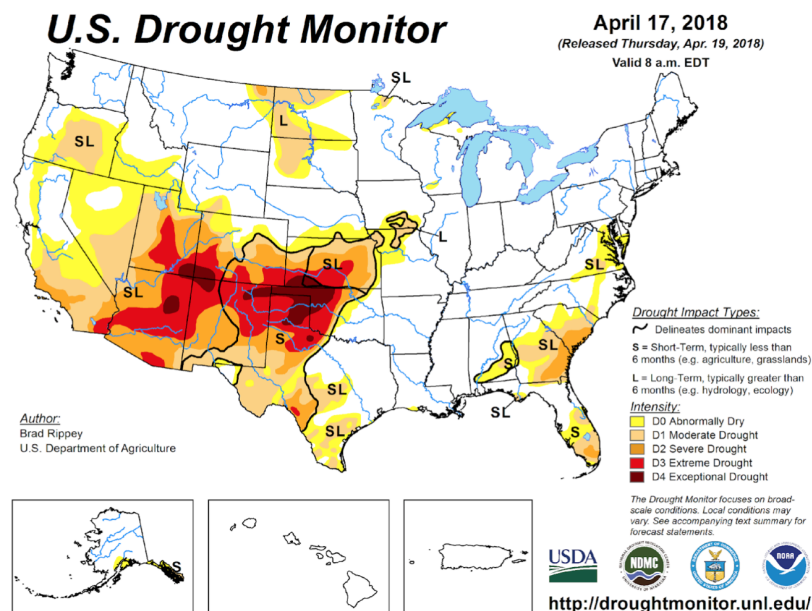 U.S. Drought Monitor
April 17, 2018
(Released Thursday, Apr. 19, 2018)
Valid 8 a.m. EDT
SL
L
SL
L
SL
SL
SL
S
SL
S
SL
SL
SL
S
SL
Drought Impact Types:
Delineates dominant impacts
S = Short-Term, typically less than
6 months (e.g. agriculture, grasslands)
L = Long-Term, typically greater than
6 months (e.g. hydrology, ecology)
Intensity:
D0 Abnormally Dry
D1 Moderate Drought
D2 Severe Drought
D3 Extreme Drought
D4 Exceptional Drought
Author:
Brad Rippey
U.S. Department of Agriculture
The Drought Monitor focuses on broad-
scale conditions. Local conditions may
vary. See accompanying text summary for
forecast statements.
S
USDA
NDMC
NOAA
http://droughtmonitor.unl.edu/